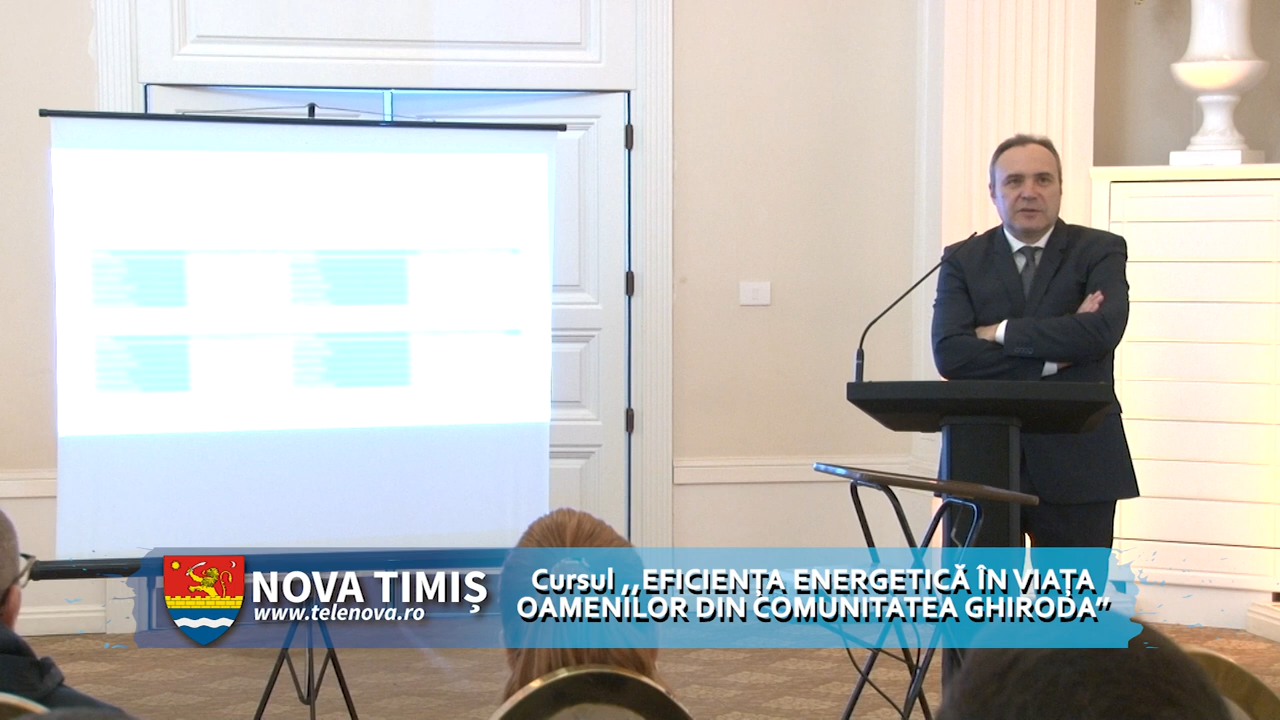 NOVA TIMIȘ
www.telenova.ro
Cursul ,,EFICIENȚA ENERGETICĂ ÎN VIAȚA
OAMENILOR DIN COMUNITATEA GHIRODA”